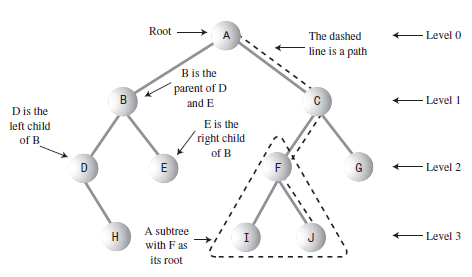 Root
A
The dashed
line is a path
Level 0
B is the
parent of D
and E
B
C
Level 1
D is the
left child
of B
E is the
right child
of B
D
E
F
G
Level 2
H
A subtree
with F as
its root
I
J
Level 3